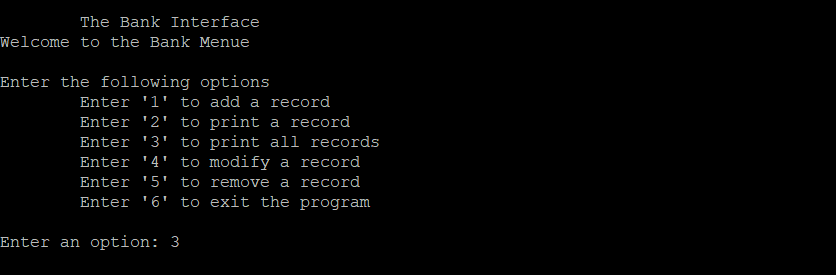 The Bank Interface
Welcome to the Bank Menue
Enter the following options
Enter '1' to add a record
Enter '2' to print a record
Enter '3' to print all records
Enter '4' to modify a record
Enter '5' to remove a record
Enter '6' to exit the program
Enter an option: 3